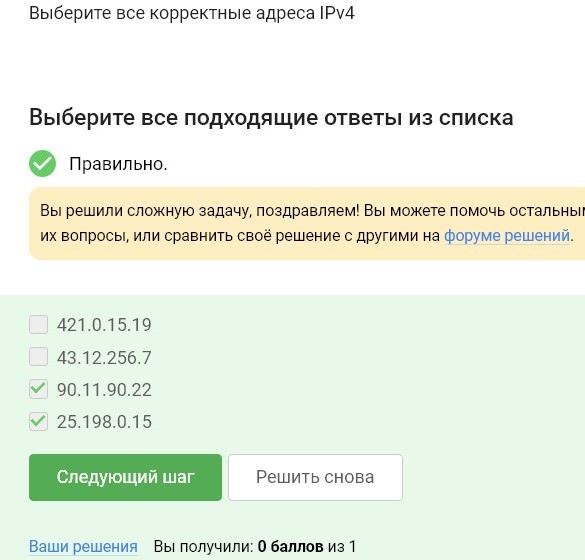 Выберите все корректные адреса IPv4
Выберите все подходящие ответы из списка
Правильно.
Вы решили сложную задачу, поздравляем! Вы можете помочь остальным
их вопросы, или сравнить своё решение с другими на форуме решений.
421.0.15.19
43.12.256.7
90.11.90.22
25.198.0.15
Следующий шаг Решить снова
Ваши решения Вы получили: 0 баллов из 1